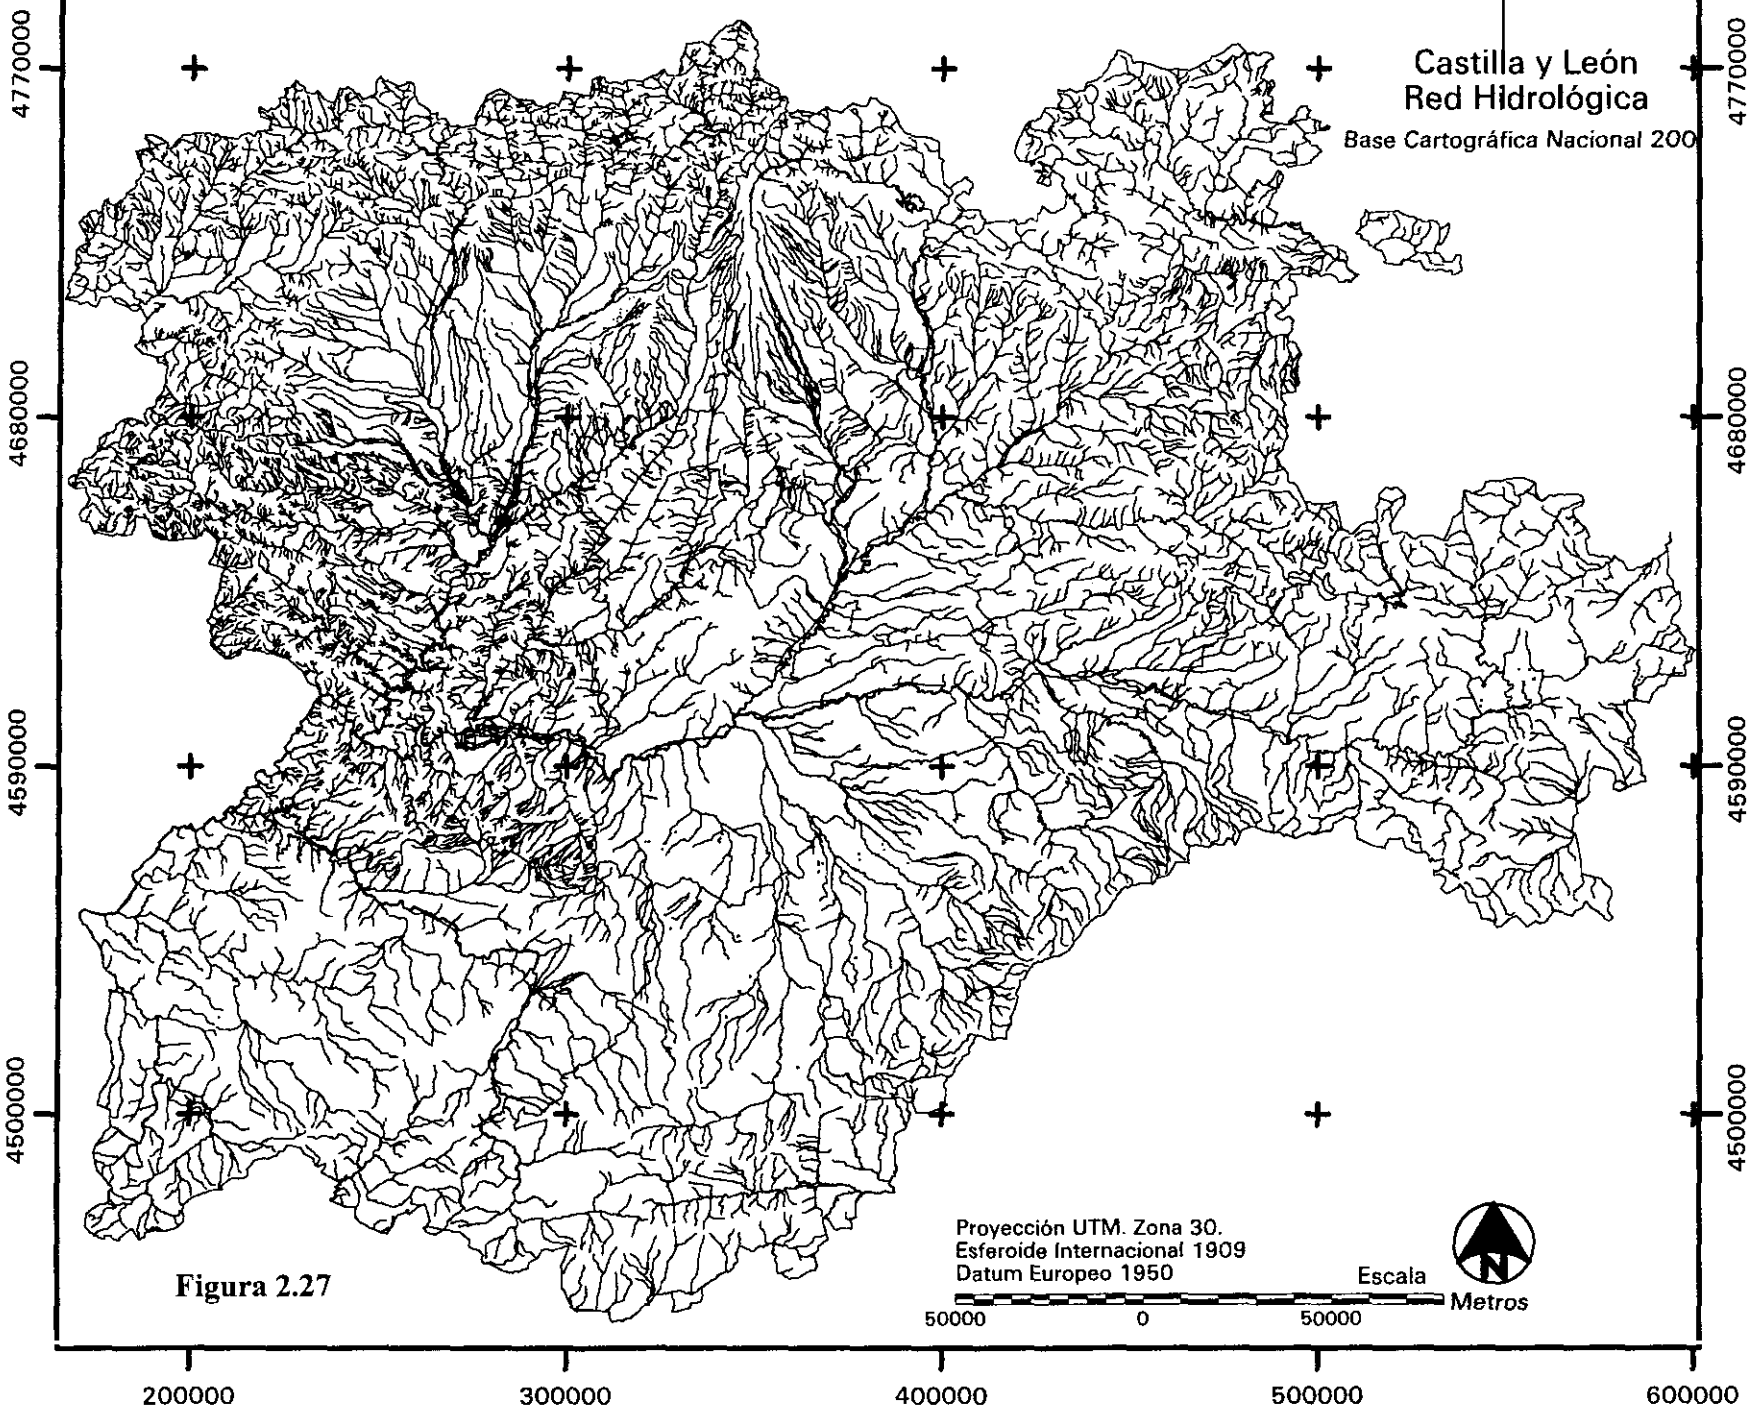 Castilla y León
Red Hidrológica
Base Cartográfica Nacional 200
4770000
4770000
4680000
4680000
4590000
4590000
4500000
4500000
Proyección UTM. Zona 30.
Esferoide Internacional 1909
Datum Europeo 1950
Escala
N
Metros
50000 0 50000
Figura 2.27
200000 300000 400000 500000 600000